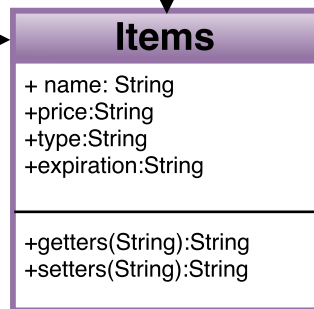 Items
+ name: String
+price:String
+type:String
+expiration:String
+getters(String):String
+setters(String):String